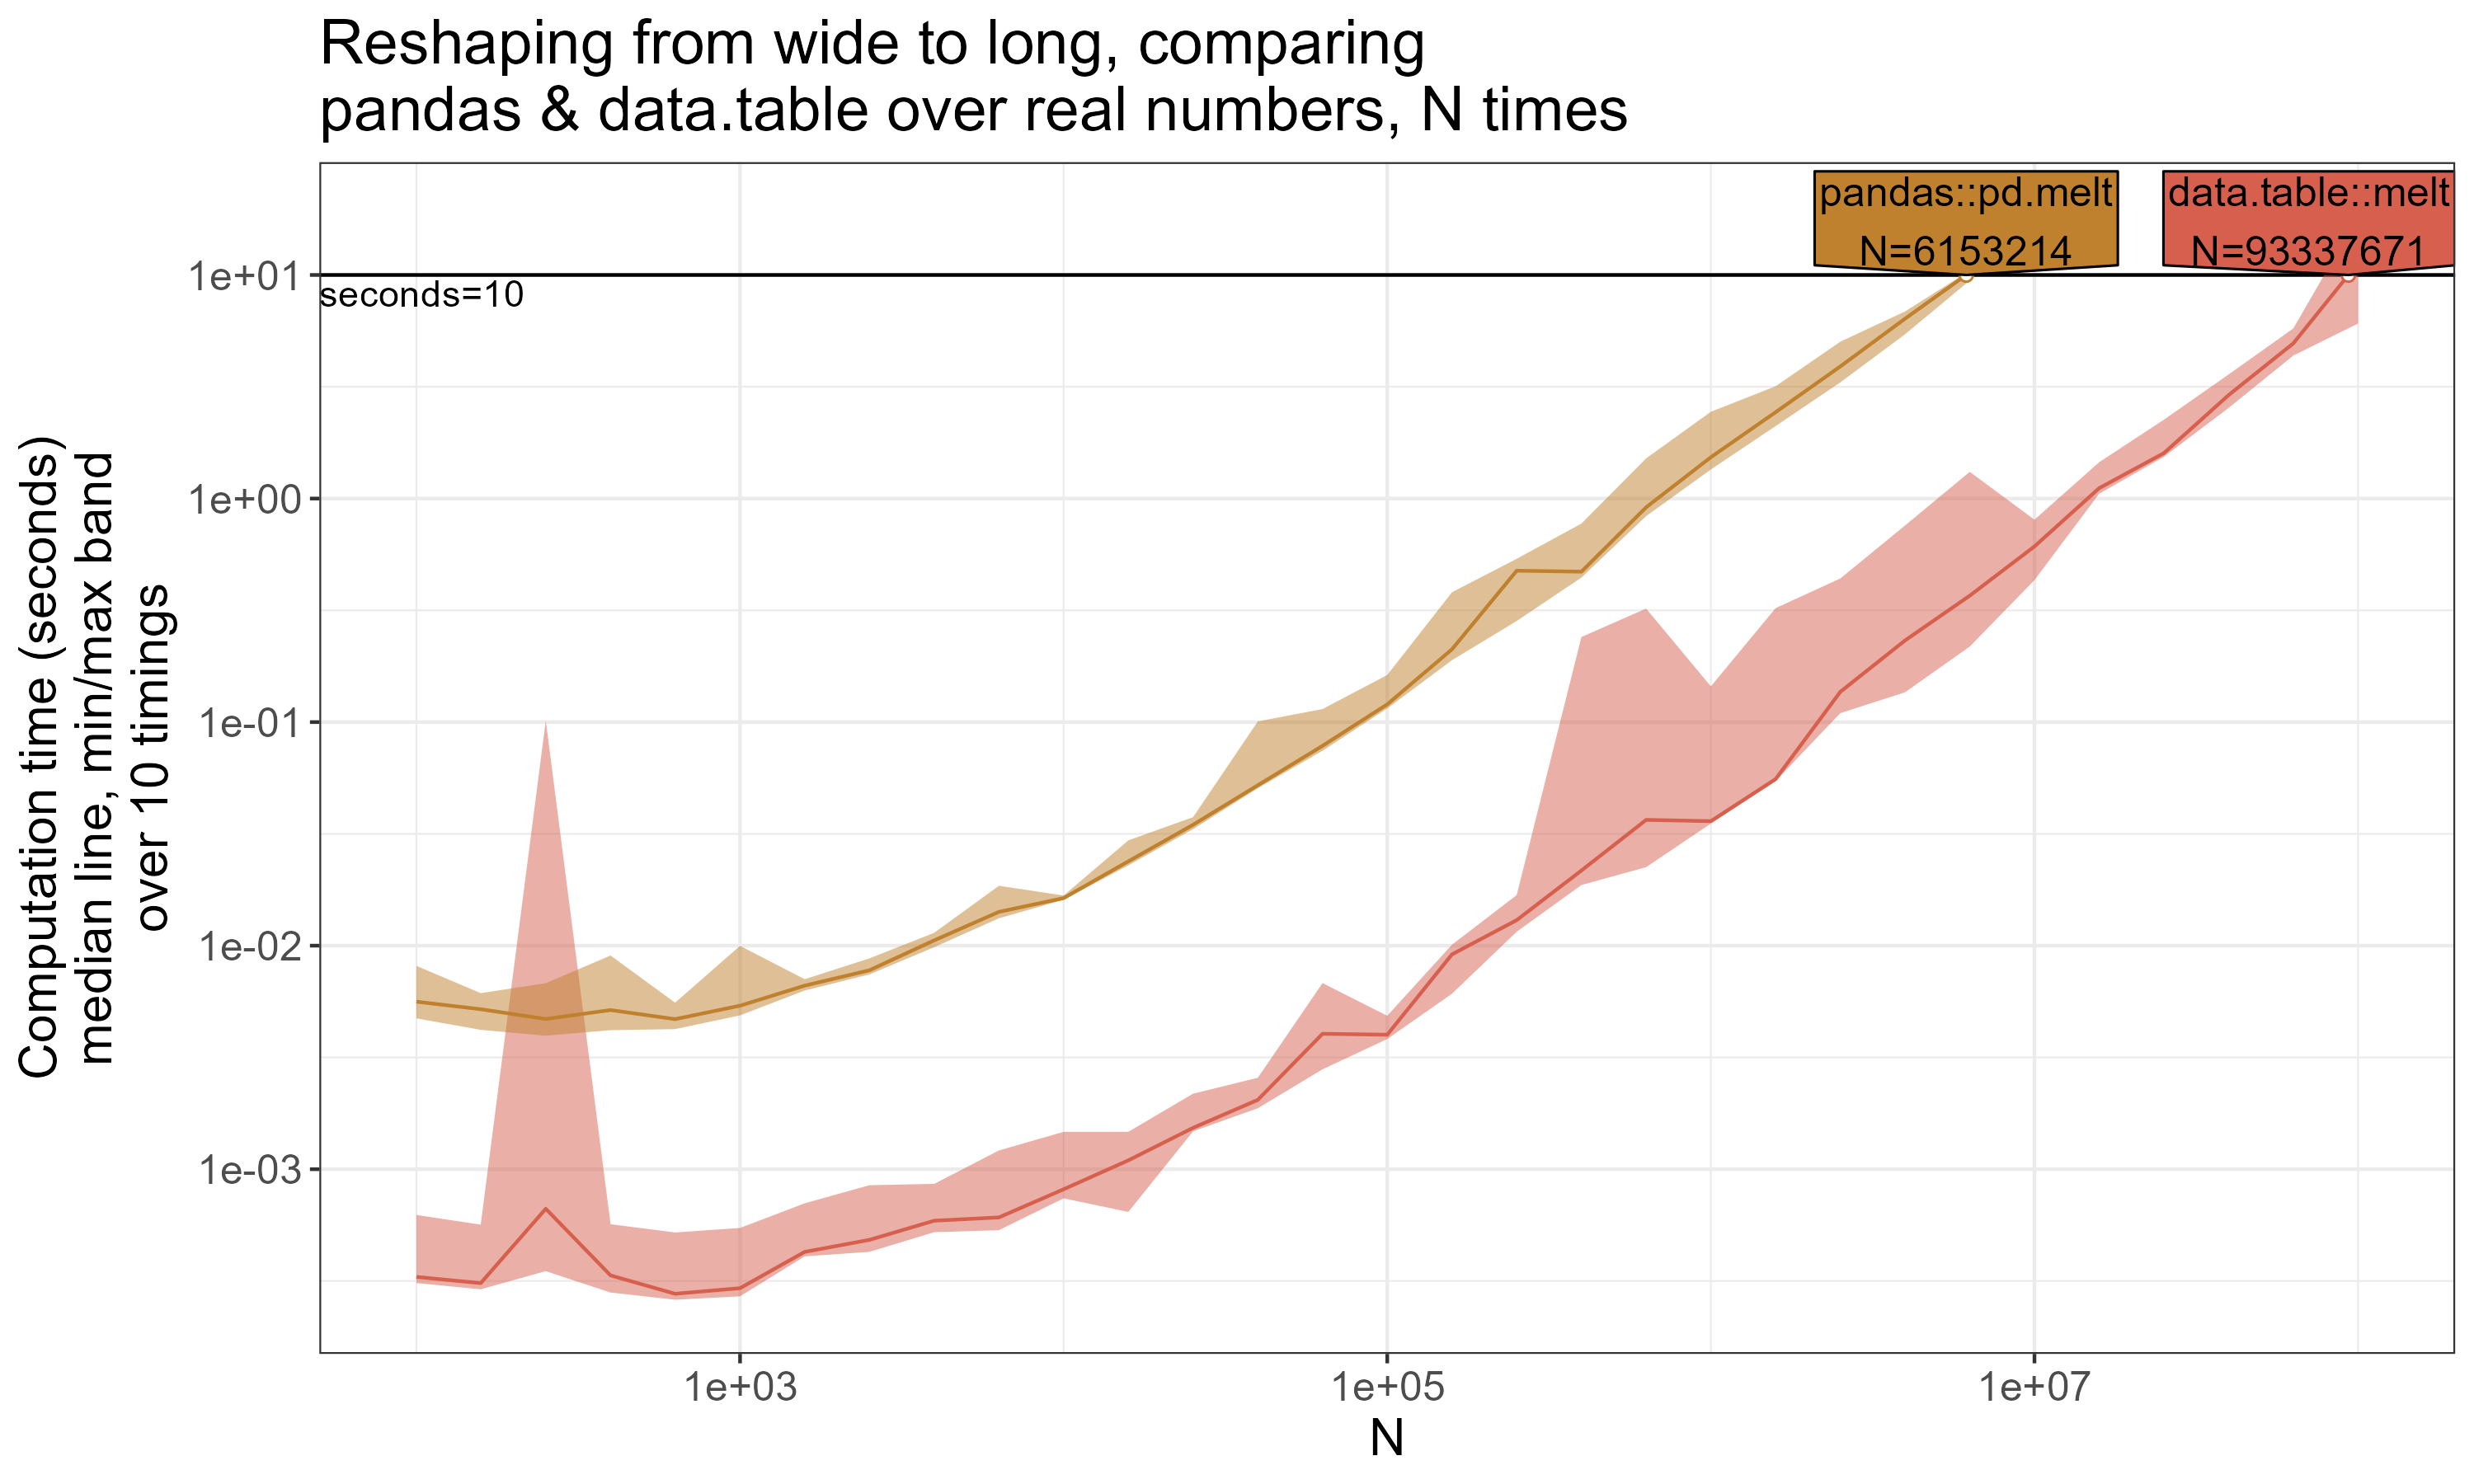 Reshaping from wide to long, comparing
pandas & data.table over real numbers, N times
pandas::pd.melt
N=6153214
data.table::melt
N=93337671
seconds=10
1e+01
1e+00
1e-01
1e-02
1e-03
Computation time (seconds)
median line, min/max band
over 10 timings
1e+03
1e+05
1e+07
N